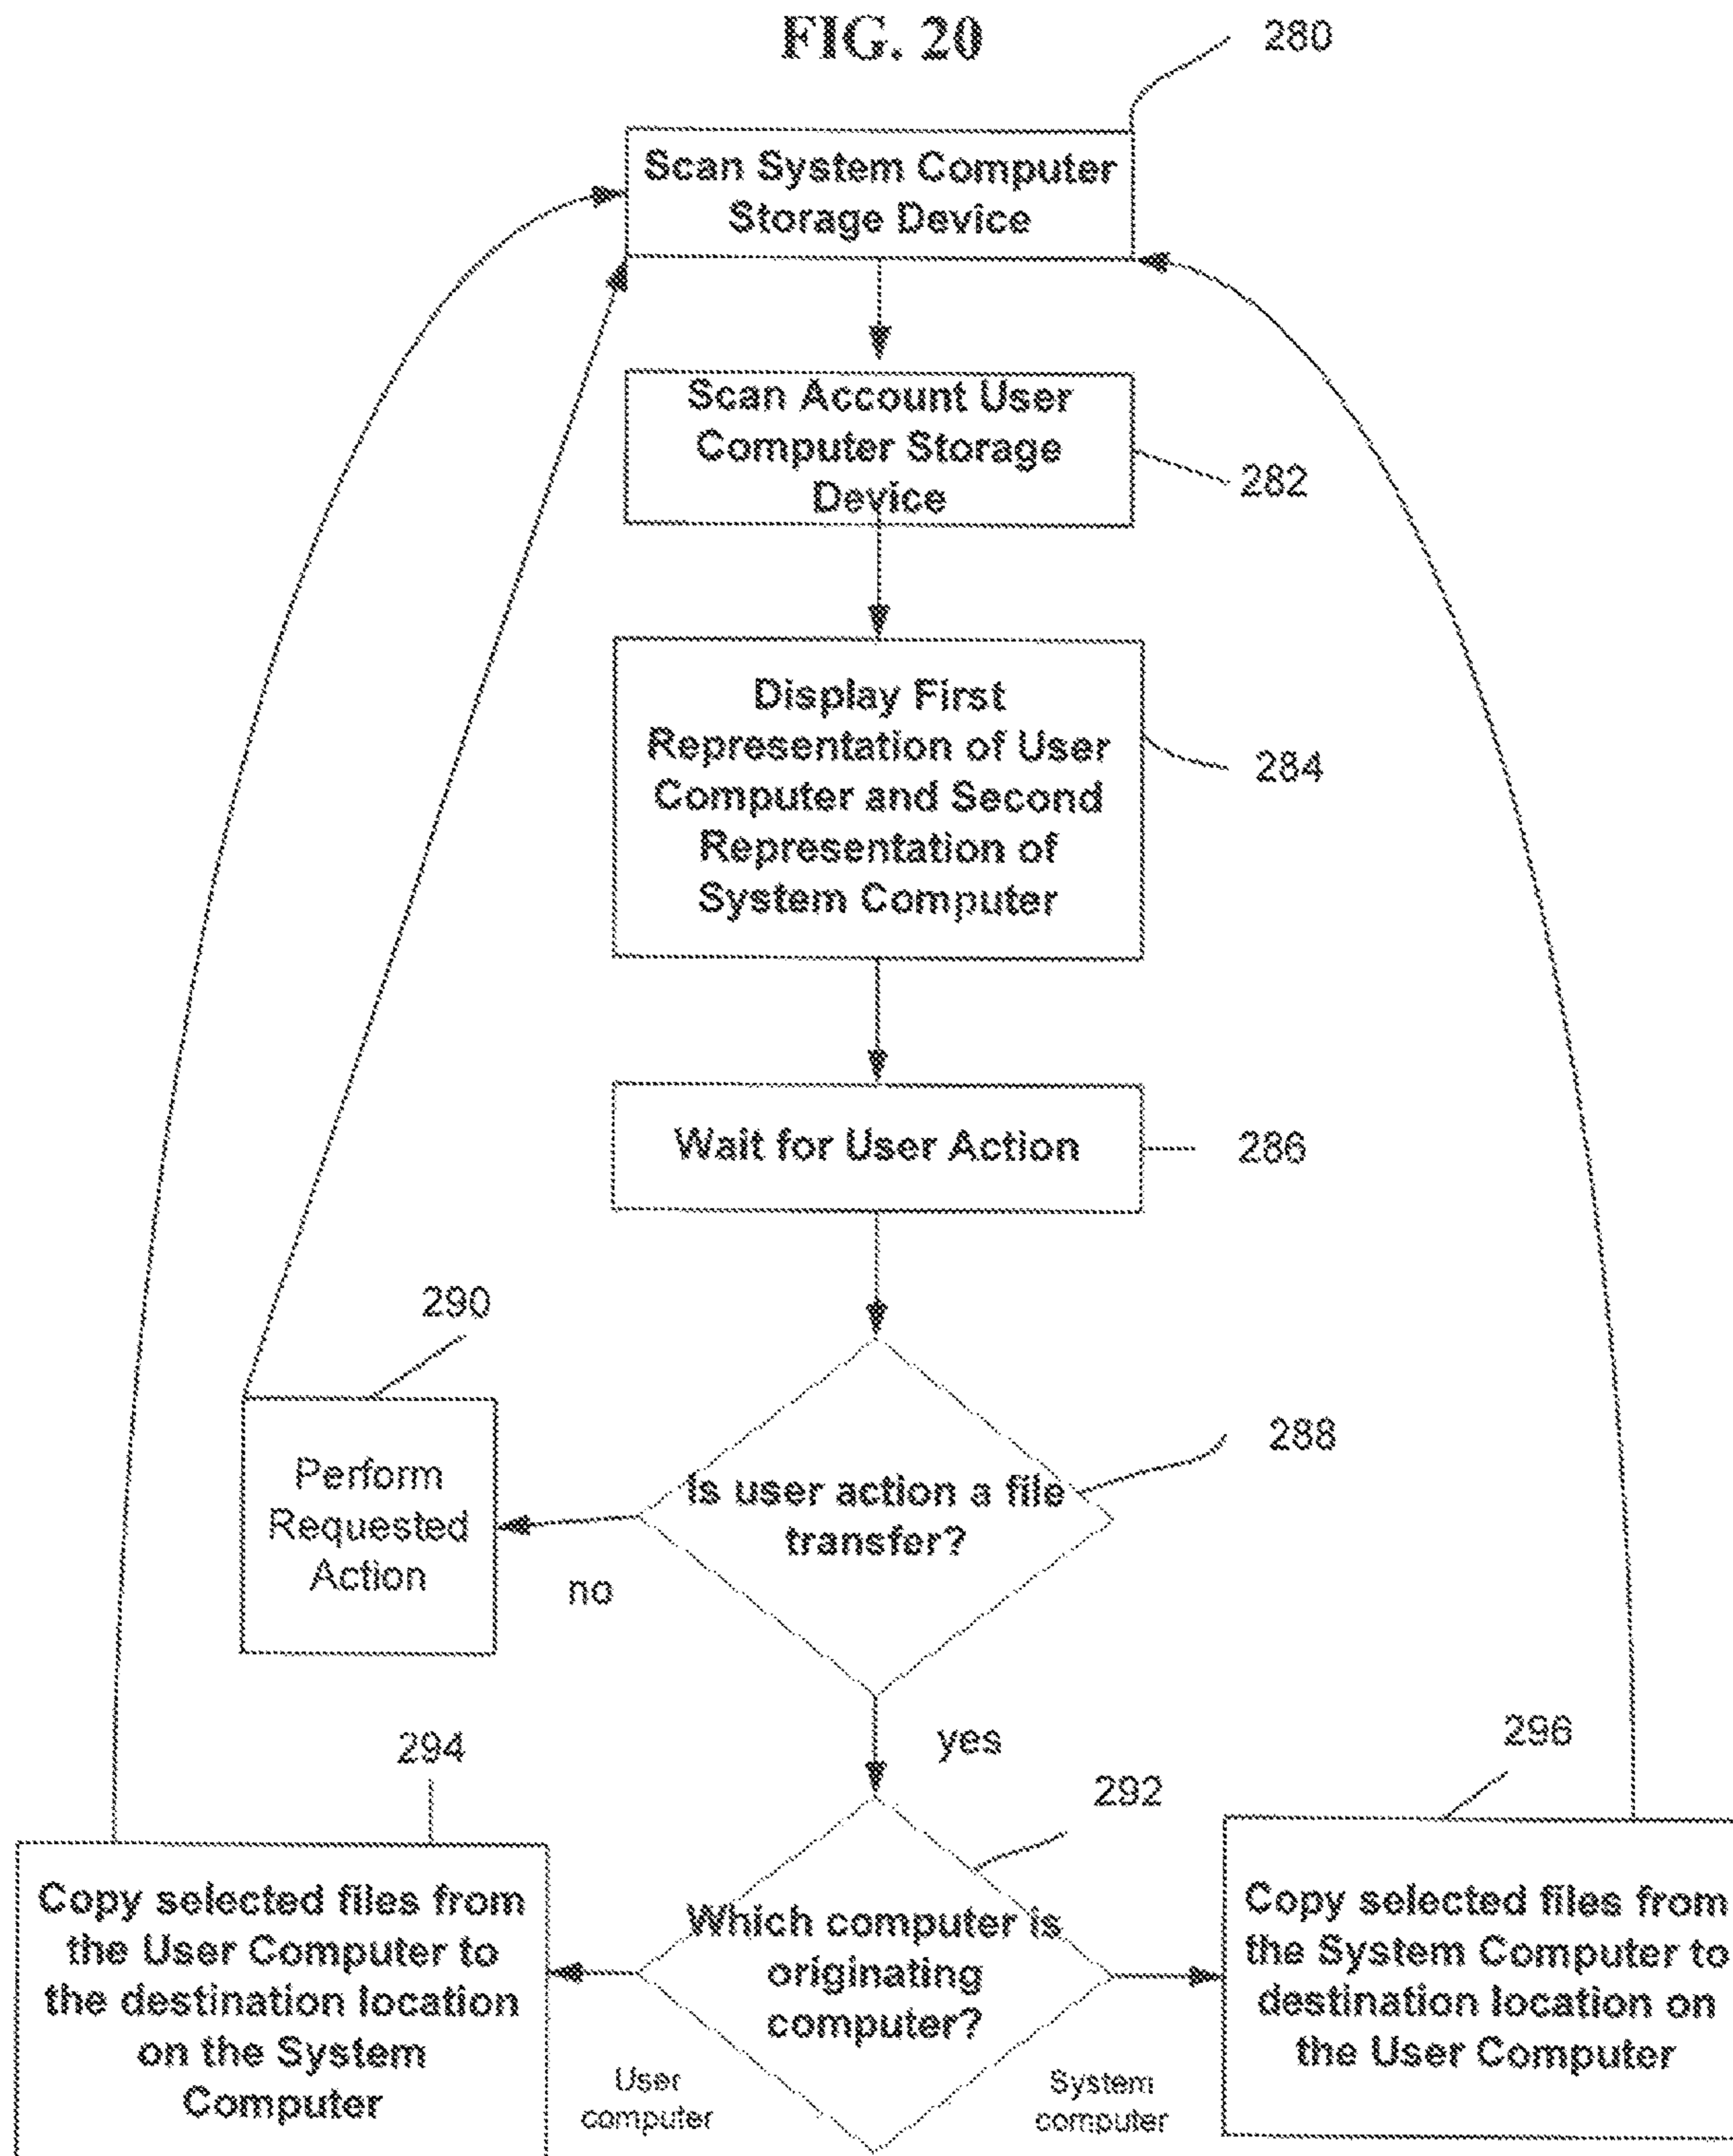 FIG. 20
280
Scan System Computer
Storage Device
Scan Account User
Computer Storage
Device
282
Display First
Representation of User
Computer and Second
Representation of
System Computer
284
Wait for User Action
286
290
Perform
Requested
Action
288
Is user action a file
transfer?
no
yes
294
292
296
Copy selected files from
the User Computer to
the destination location
on the System
Computer
Which computer is
originating
computer?
User
computer
System
computer
Copy selected files from
the System Computer to
destination location on
the User Computer